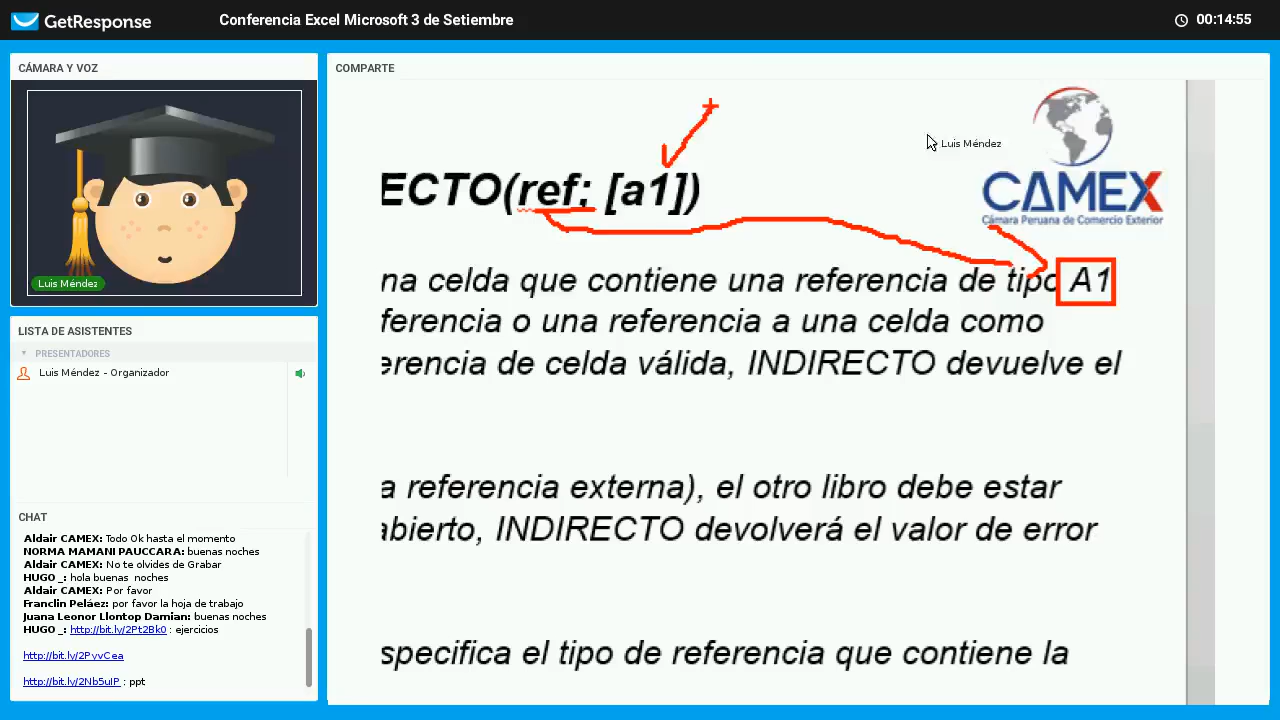 GetResponse
Conferencia Excel Microsoft 3 de Setiembre
00:14:55
CÁMARA Y VOZ
Luis Méndez
LISTA DE ASISTENTES
PRESENTADORES
Luis Méndez - Organizador
CHAT
Aldair CAMEX: Todo Ok hasta el momento
NORMA MAMANI PAUCCARA: buenas noches
Aldair CAMEX: No te olvides de Grabar
HUGO _: hola buenas noches
Aldair CAMEX: Por favor
Franclin Peláez: por favor la hoja de trabajo
Juana Leonor Llontop Damian: buenas noches
HUGO _: http://bit.ly/2Pt2Bk0 : ejercicios
http://bit.ly/2PyvCea
http://bit.ly/2Nb5uIP : ppt
COMPARTE
Luis Méndez
CAMEX
Cámara Peruana de Comercio Exterior
ECTO(ref; [a1])
na celda que contiene una referencia de tipo A1
ferencia o una referencia a una celda como
erencia de celda válida, INDIRECTO devuelve el
a referencia externa), el otro libro debe estar
abierto, INDIRECTO devolverá el valor de error
specifica el tipo de referencia que contiene la